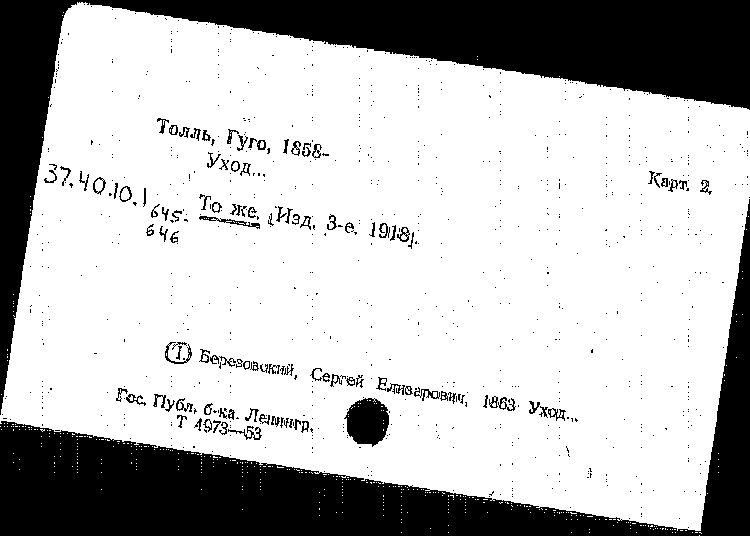 Толль, Гуго, 1858-
Уход...
Карт. 2.
37.40.10.1
645-
646
То же. [Изд. 3-е. 1918].
(1) Березовский, Сергей Елизарович, 1863 Уход...
Гос. Публ. б-ка. Ленингр.
Т 4973—53